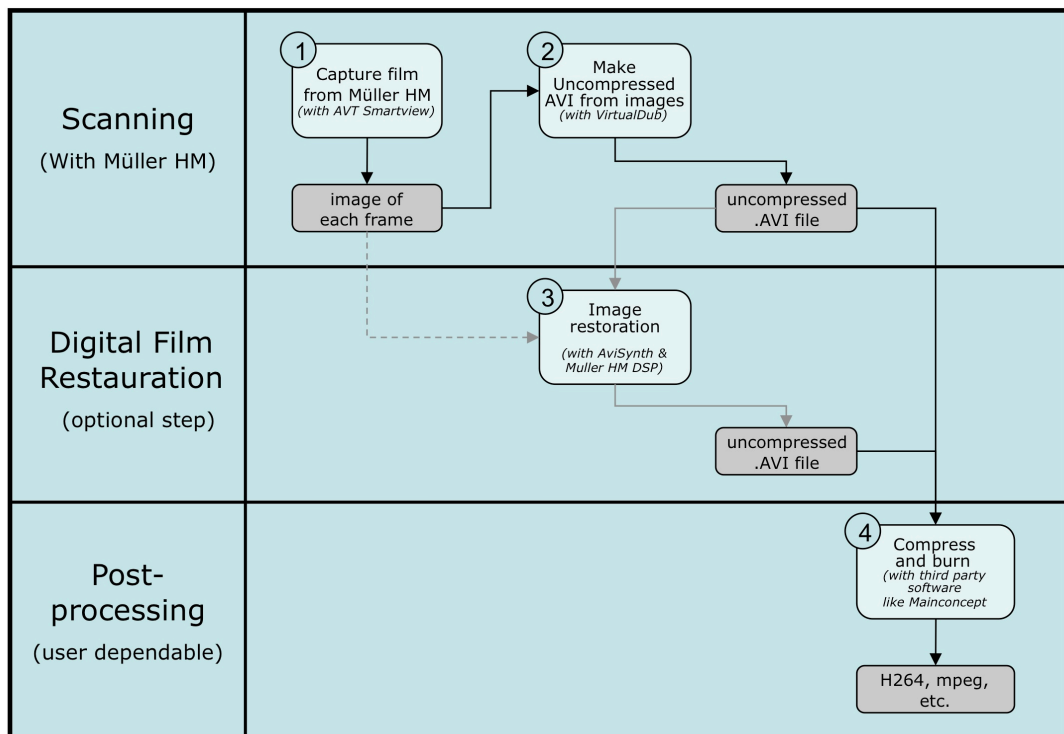 Scanning
(With Müller HM)
1
Capture film
from Müller HM
(with AVT Smartview)
image of
each frame
2
Make
Uncompressed
AVI from images
(with VirtualDub)
uncompressed
.AVI file
Digital Film
Restauration
(optional step)
3
Image
restoration
(with AviSynth &
Muller HM DSP)
uncompressed
.AVI file
Post-
processing
(user dependable)
4
Compress
and burn
(with third party
software
like Mainconcept
H264, mpeg,
etc.